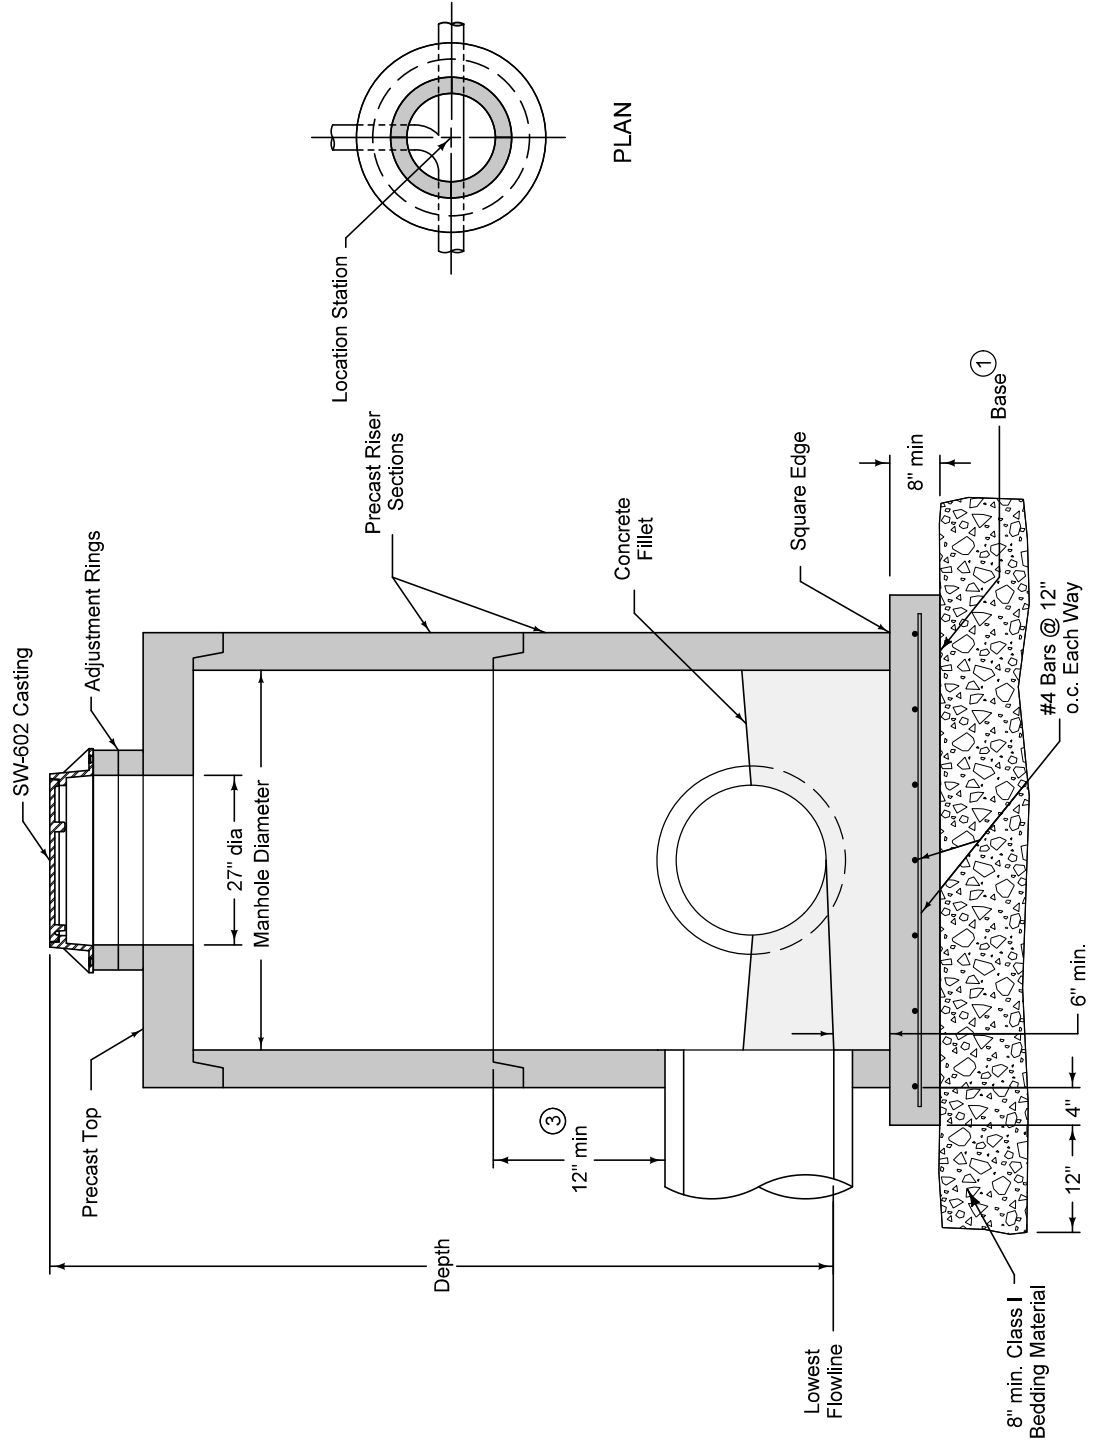 SW-602 Casting
Adjustment Rings
Precast Top
27" dia
Manhole Diameter
Precast Riser
Sections
Location Station
PLAN
12" min
3
Depth
Concrete
Fillet
Square Edge
8" min
Base
1
Lowest
Flowline
6" min.
4"
12"
#4 Bars @ 12"
o.c. Each Way
8" min. Class I
Bedding Material